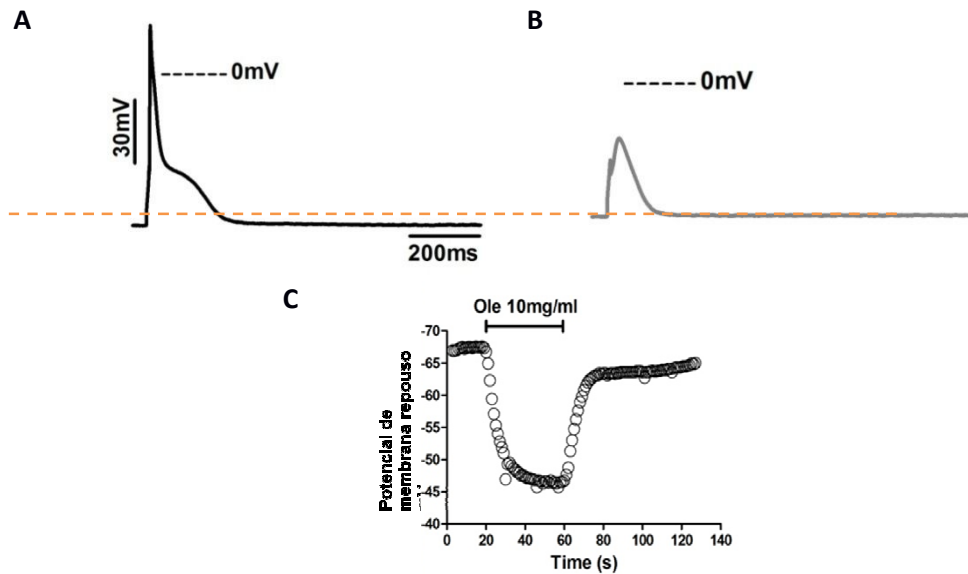 A
B
0mV
0mV
30mV
200ms
C
Ole 10mg/ml
Potencial de
membrana repouso
-70
-65
-60
-55
-50
-45
-40
0 20 40 60 80 100 120 140
Time (s)